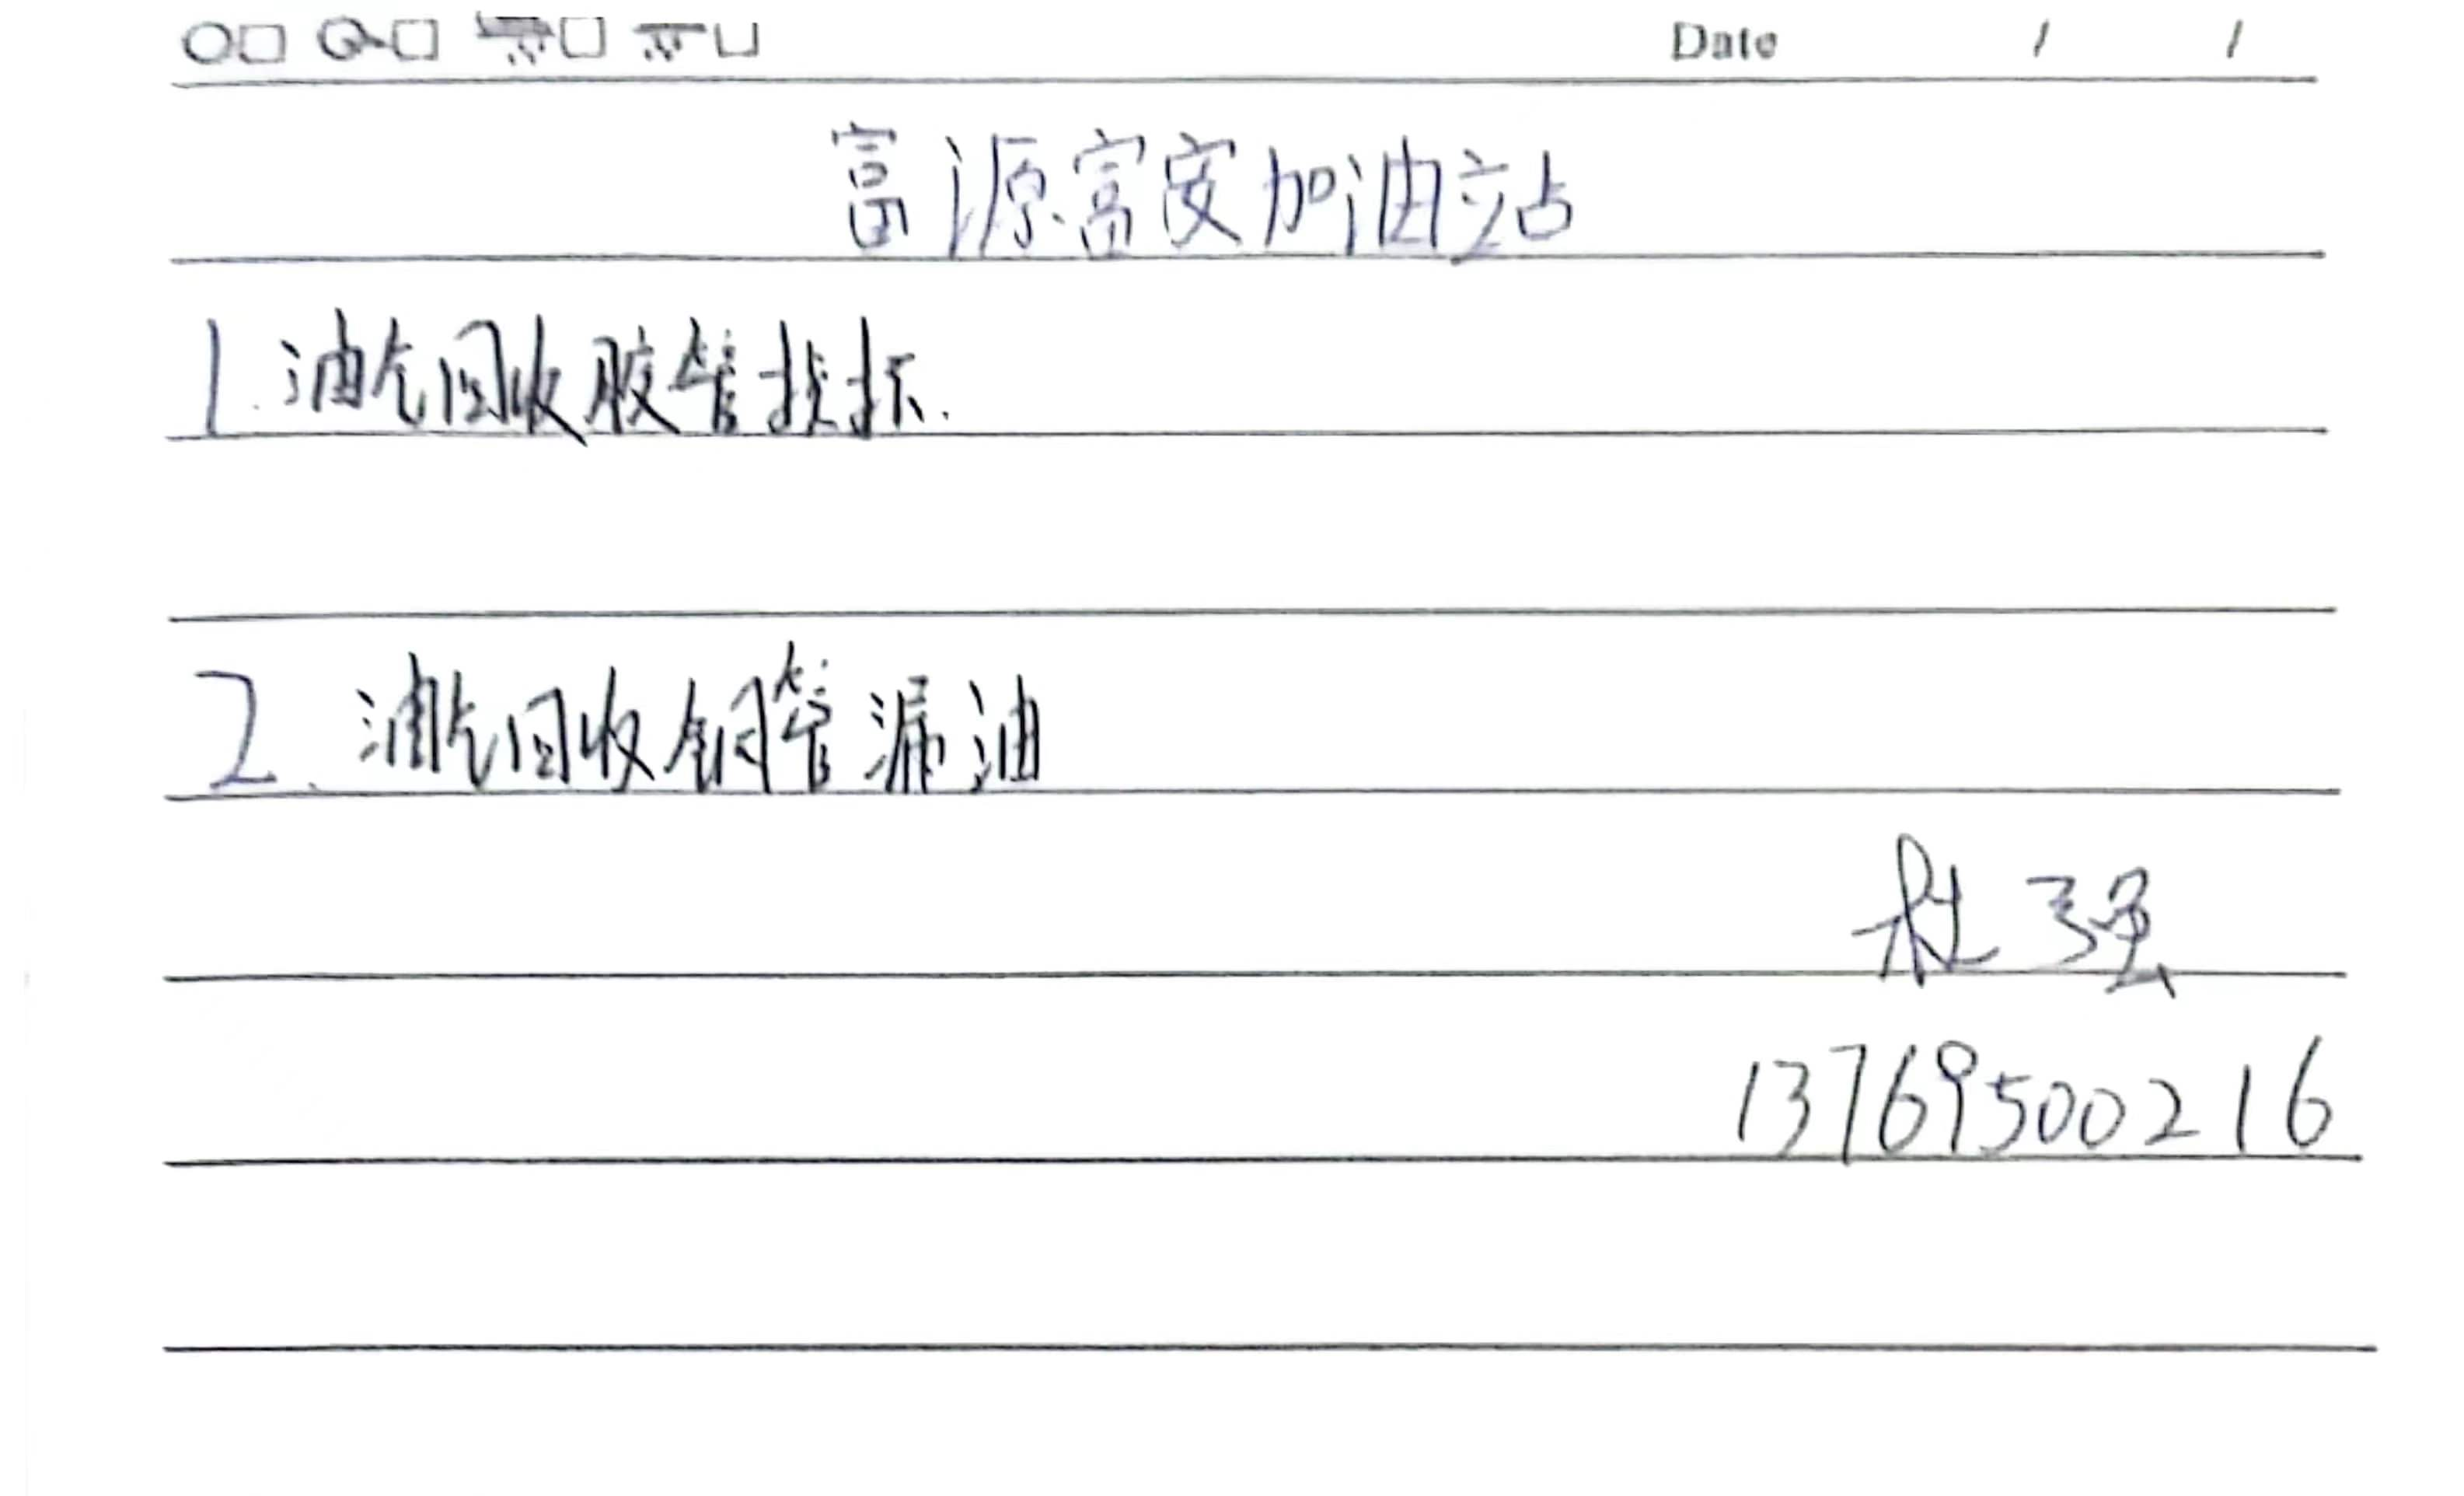 Date / /
富源富安加油站
1.油气回收胶管损坏.
2.油气回收铜管漏油
杜强
13769500216